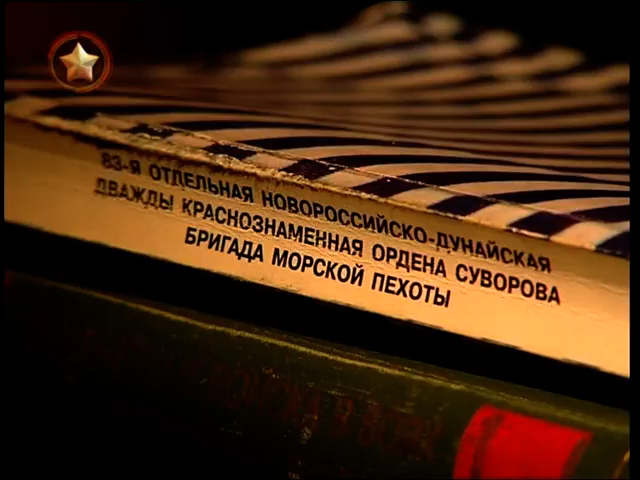 83-Я ОТДЕЛЬНАЯ НОВОРОССИЙСКО-ДУНАЙСКАЯ
ДВАЖДЫ КРАСНОЗНАМЕННАЯ ОРДЕНА СУВОРОВА
БРИГАДА МОРСКОЙ ПЕХОТЫ